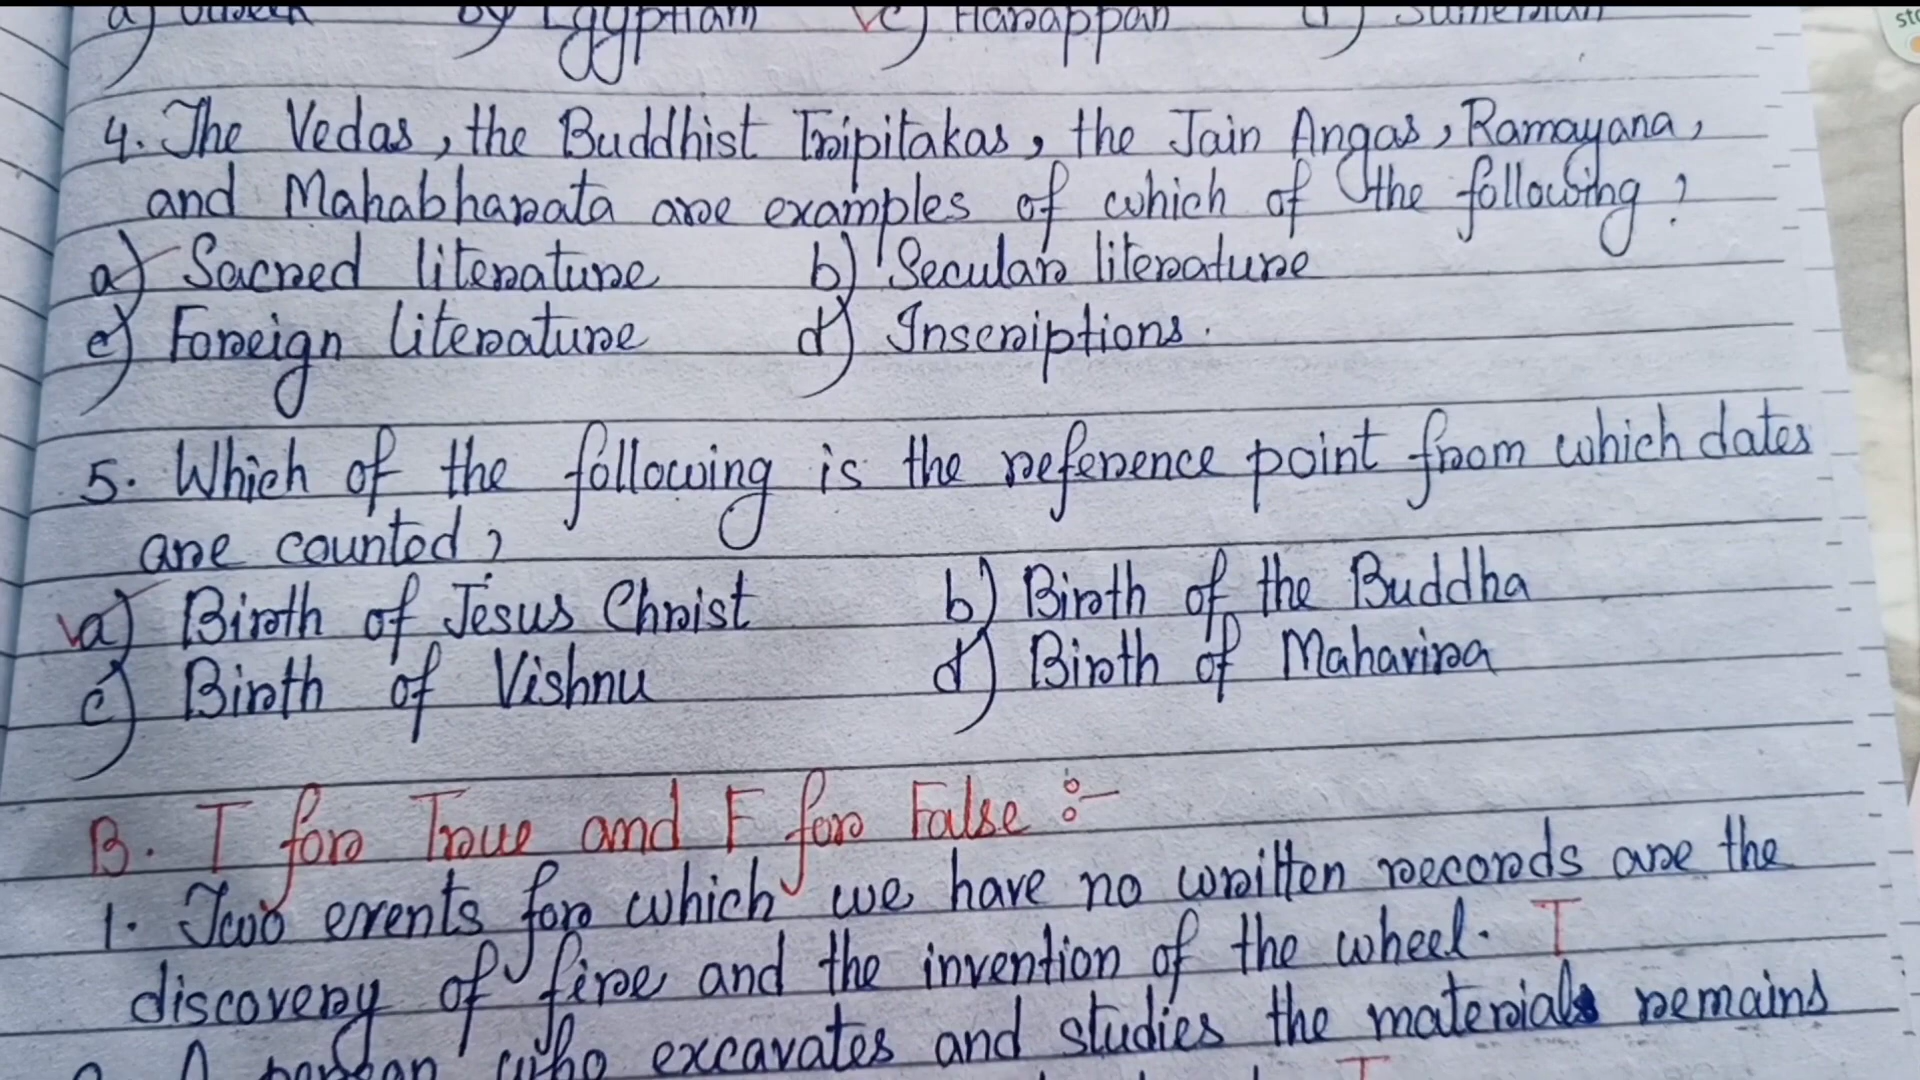 b) Egyptian c) Harappan d) Sumerian
4. The Vedas, the Buddhist Tripitakas, the Jain Angas, Ramayana,
and Mahabharata are examples of which of the following?
a) Sacred literature b) Secular literature
c) Foreign literature d) Inscriptions.
5. Which of the following is the reference point from which dates
are counted?
a) Birth of Jesus Christ b) Birth of the Buddha
c) Birth of Vishnu d) Birth of Mahavira
B. T for True and F for False :-
1. Two events for which we have no written records are the
discovery of fire and the invention of the wheel. T
A person who excavates and studies the materials remains